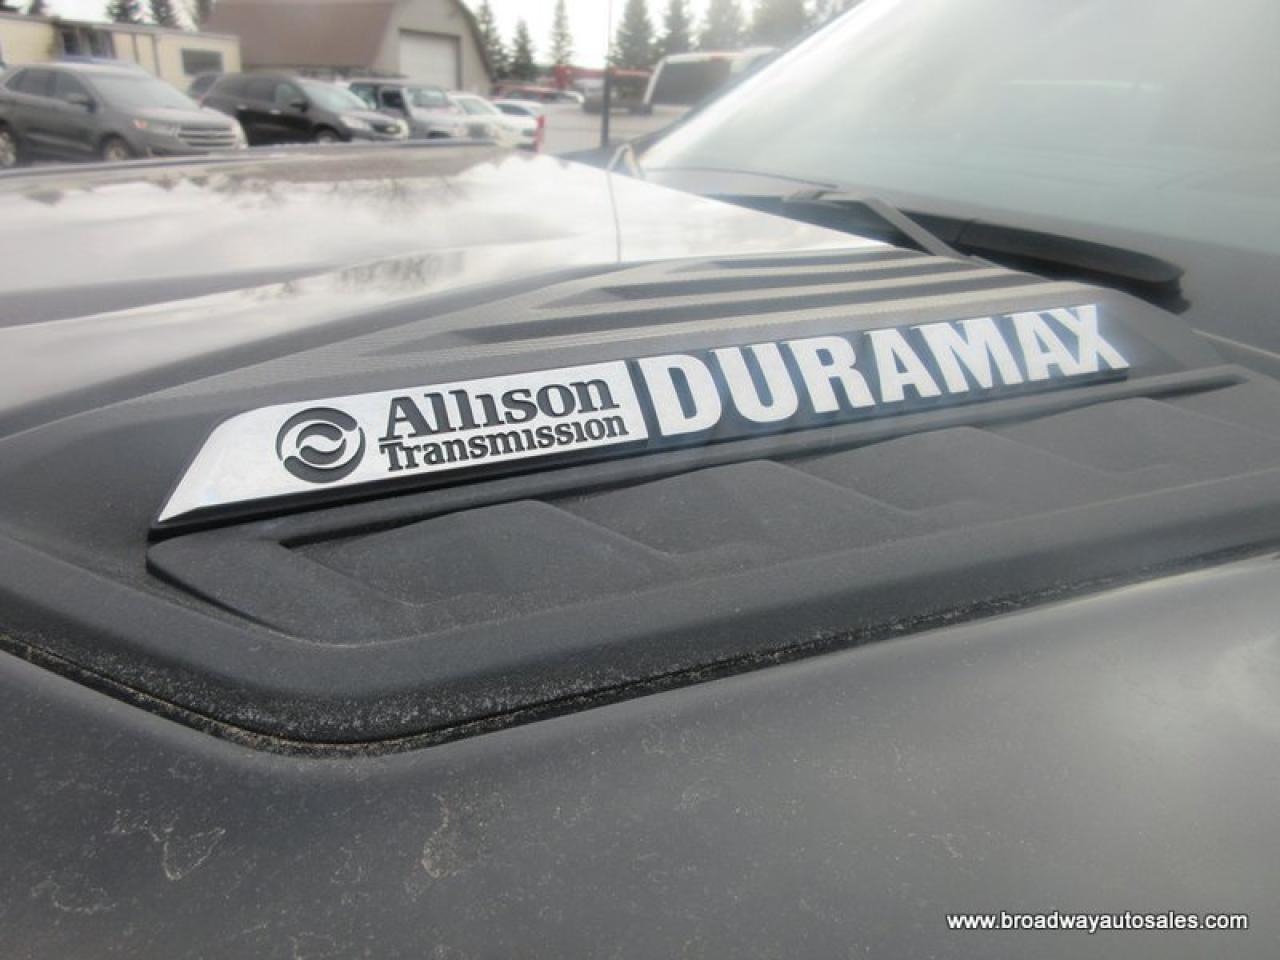 Allison
Transmission
DURAMAX
www.broadwayautosales.com